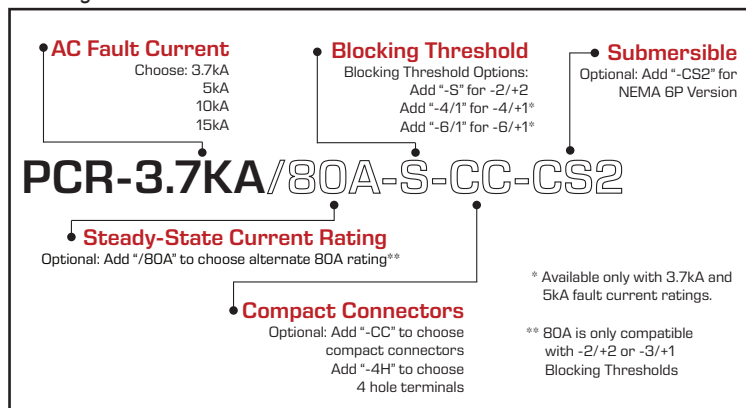 AC Fault Current
Choose: 3.7kA
5kA
10kA
15kA
Blocking Threshold
Blocking Threshold Options:
Add “-S” for -2/+2
Add “-4/1” for -4/+1*
Add “-6/1” for -6/+1*
Submersible
Optional: Add “-CS2” for
NEMA 6P Version
PCR-3.7KA/80A-S-CC-CS2
Steady-State Current Rating
Optional: Add “/80A” to choose alternate 80A rating**
Compact Connectors
Optional: Add “-CC” to choose
compact connectors
Add “-4H” to choose
4 hole terminals
* Available only with 3.7kA and
5kA fault current ratings.
** 80A is only compatible
with -2/+2 or -3/+1
Blocking Thresholds